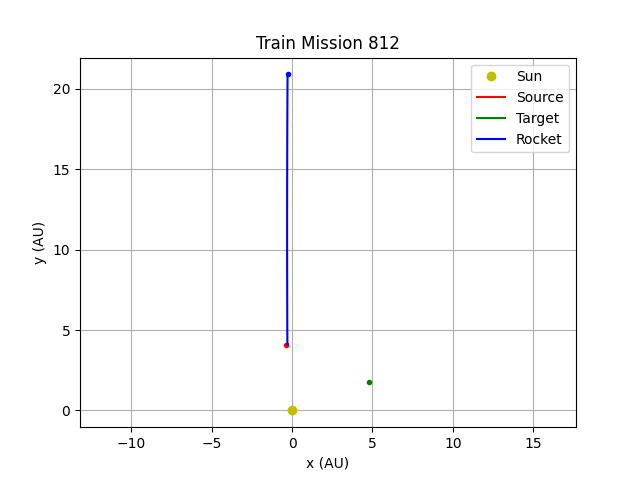 Train Mission 812
Sun
Source
Target
Rocket
20
15
10
5
0
y (AU)
−10
−5
0
5
10
15
x (AU)